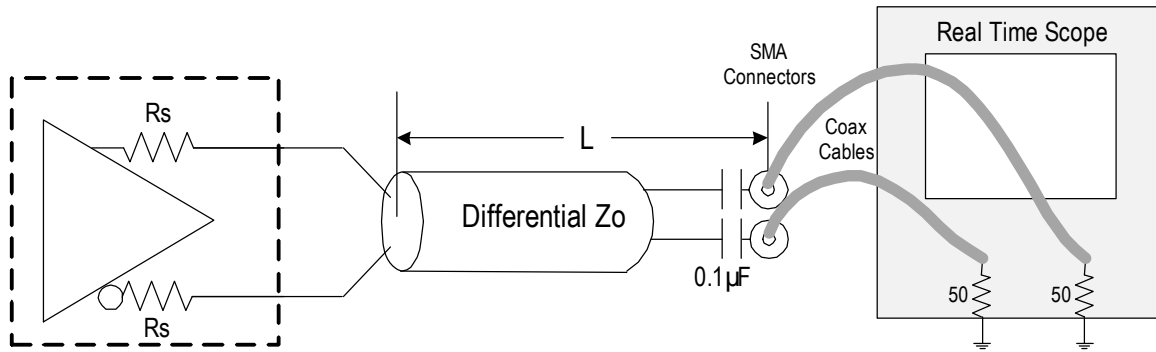 Rs
Rs
L
Differential Zo
0.1µF
SMA
Connectors
Coax
Cables
Real Time Scope
50
50